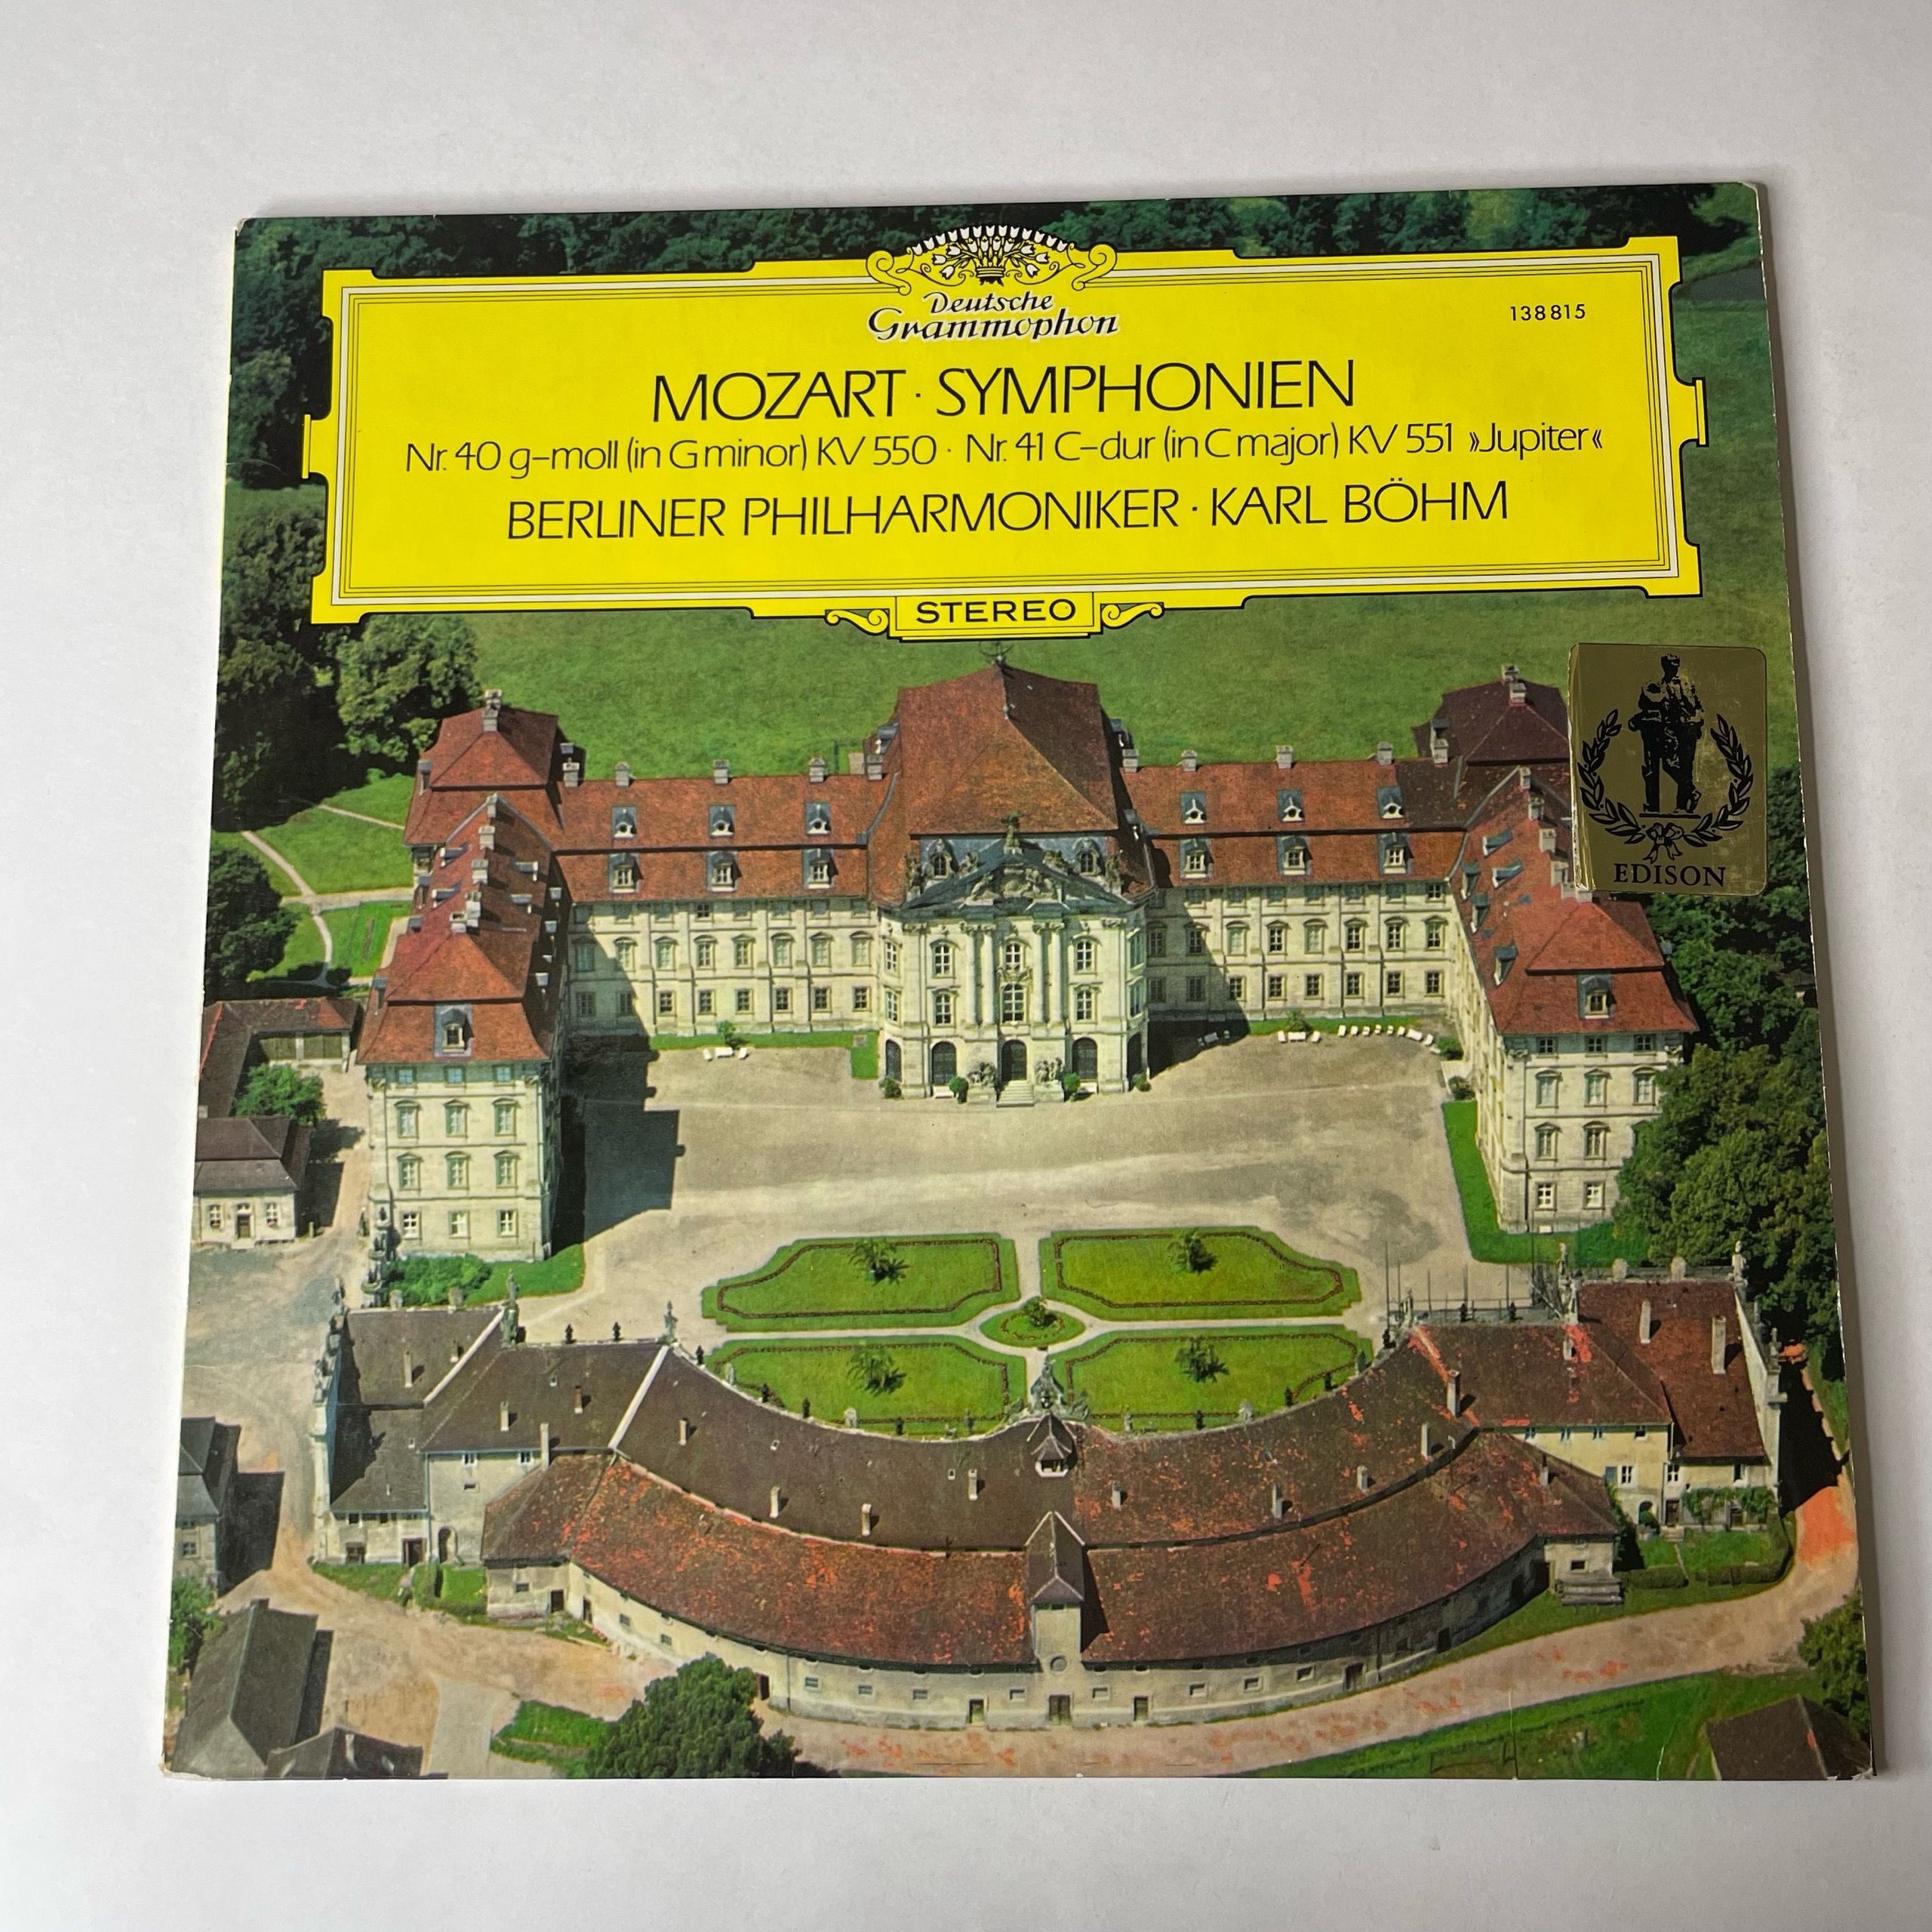 Deutsche
Grammophon
138 815
MOZART · SYMPHONIEN
Nr. 40 g-moll (in G minor) KV 550 · Nr. 41 C-dur (in C major) KV 551 »Jupiter«
BERLINER PHILHARMONIKER · KARL BÖHM
STEREO
EDISON